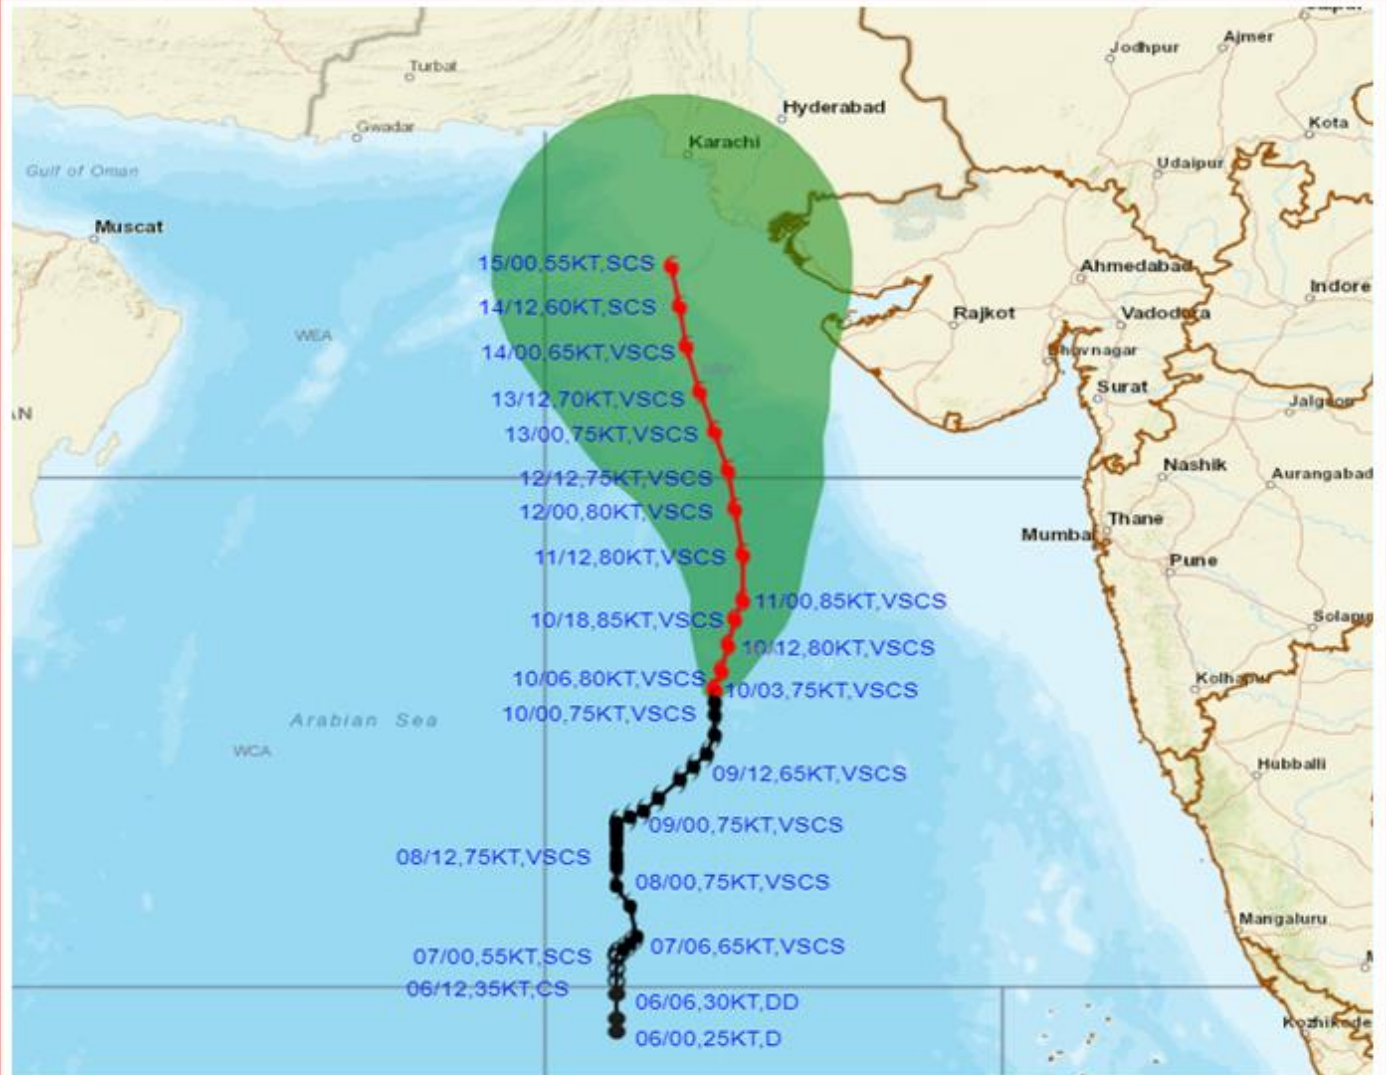 Jodhpur
Ajmer
Turbat
Hyderabad
Kota
Gwadar
Karachi
Udaipur
Gulf of Oman
Muscat
15/00,55KT,SCS
Ahmedabad
Indore
14/12,60KT,SCS
Rajkot
Vadodara
WEA
14/00,65KT,VSCS
Bhavnagar
Surat
13/12,70KT,VSCS
Jalgaon
AN
13/00,75KT,VSCS
Nashik
Aurangabad
12/12,75KT,VSCS
12/00,80KT,VSCS
Thane
Mumbai
11/12,80KT,VSCS
Pune
11/00,85KT,VSCS
10/18,85KT,VSCS
Solapur
10/12,80KT,VSCS
10/06,80KT,VSCS
Kolhapur
10/03,75KT,VSCS
10/00,75KT,VSCS
Arabian Sea
WCA
Hubballi
09/12,65KT,VSCS
09/00,75KT,VSCS
08/12,75KT,VSCS
08/00,75KT,VSCS
Mangaluru
07/06,65KT,VSCS
07/00,55KT,SCS
06/12,35KT,CS
06/06,30KT,DD
Kozhikode
06/00,25KT,D